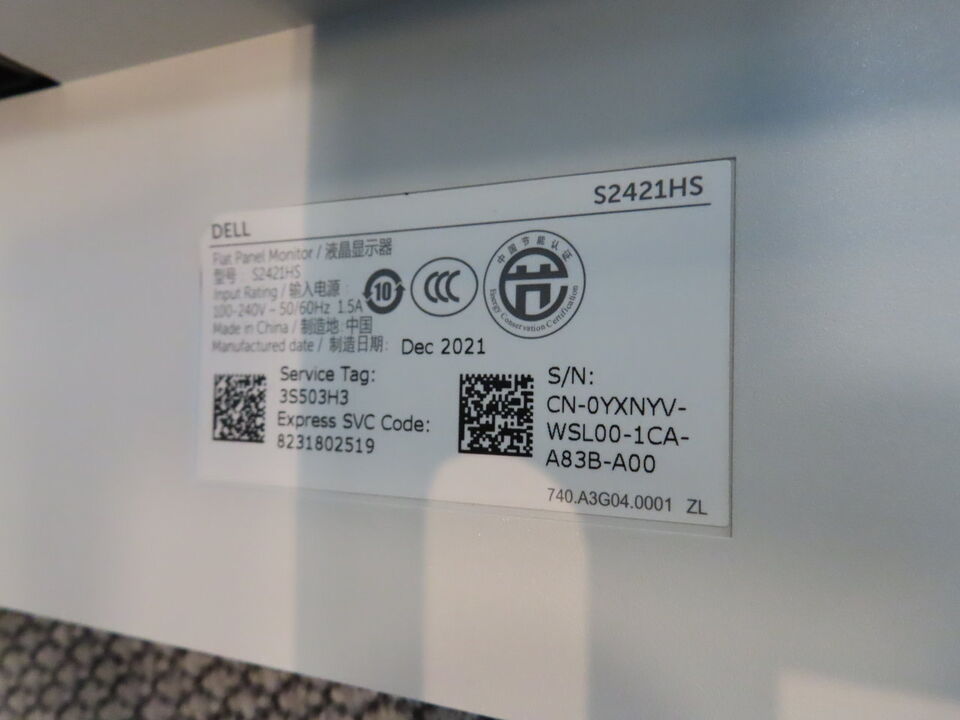 S2421HS
DELL
Flat Panel Monitor / 液晶显示器
型号 S2421HS
Input Rating / 输入电源:
100-240V ~ 50/60Hz 1.5A
Made in China / 制造地: 中国
Manufactured date / 制造日期: Dec 2021
10
CCC
中国节能认证
Energy Conservation Certification
Service Tag:
3S503H3
Express SVC Code:
8231802519
S/N:
CN-0YXNYV-
WSL00-1CA-
A83B-A00
740.A3G04.0001 ZL